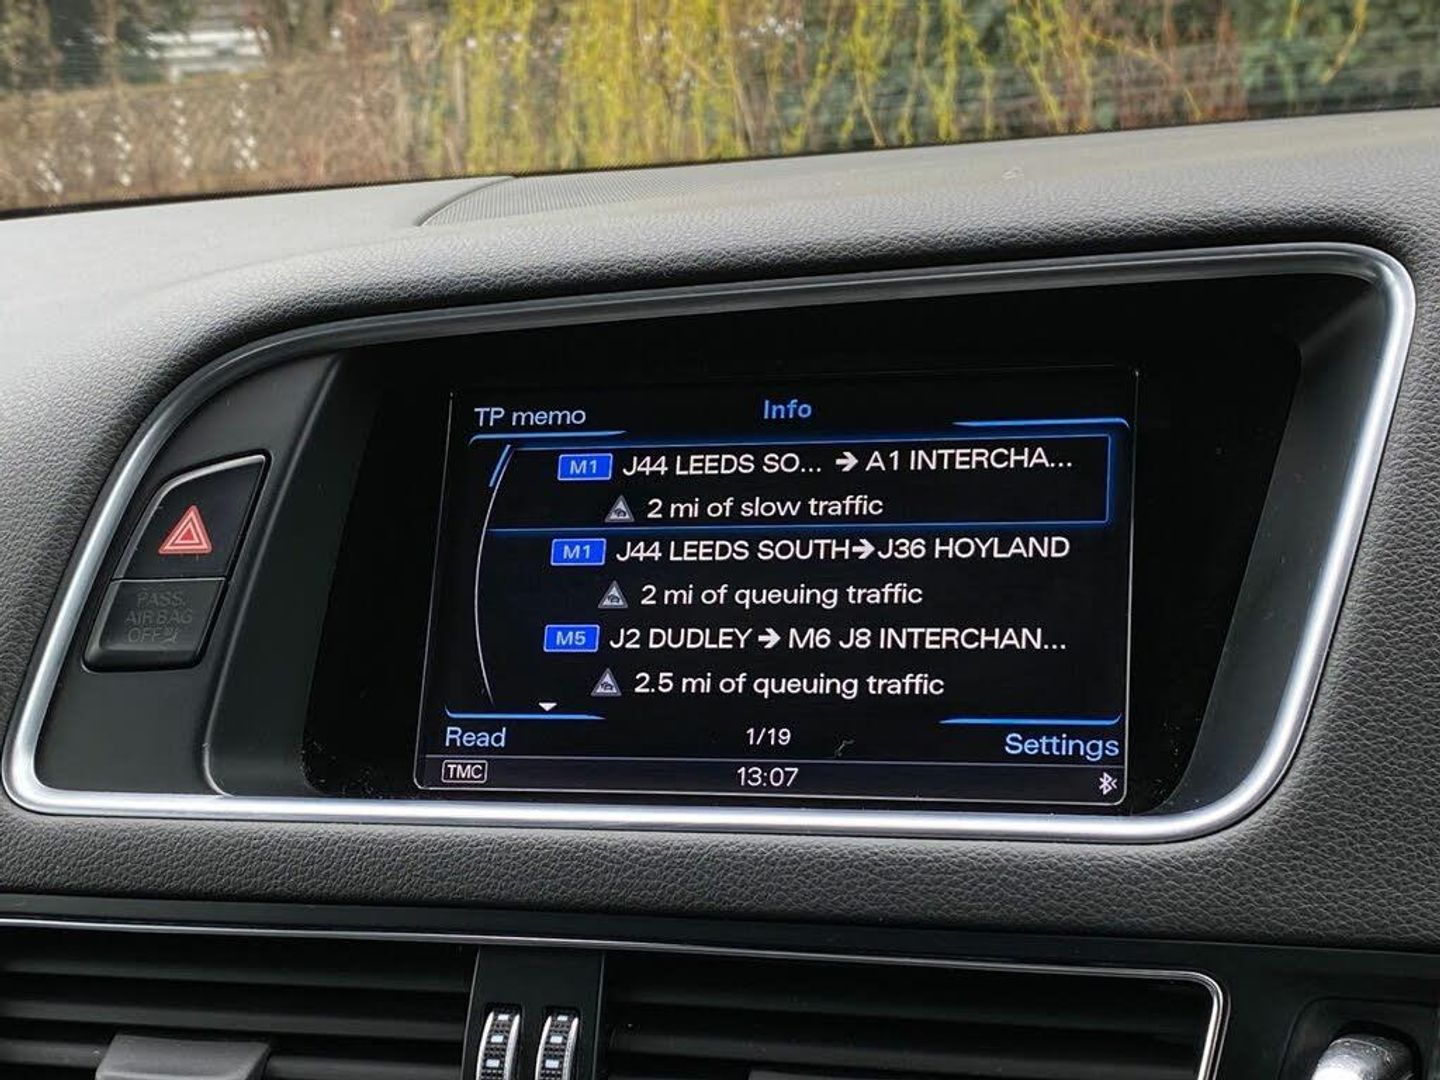 TP memo Info
M1 J44 LEEDS SO... → A1 INTERCHA...
2 mi of slow traffic
M1 J44 LEEDS SOUTH→J36 HOYLAND
2 mi of queuing traffic
M5 J2 DUDLEY → M6 J8 INTERCHAN...
2.5 mi of queuing traffic
Read 1/19 Settings
TMC 13:07
PASS
AIR BAG
OFF